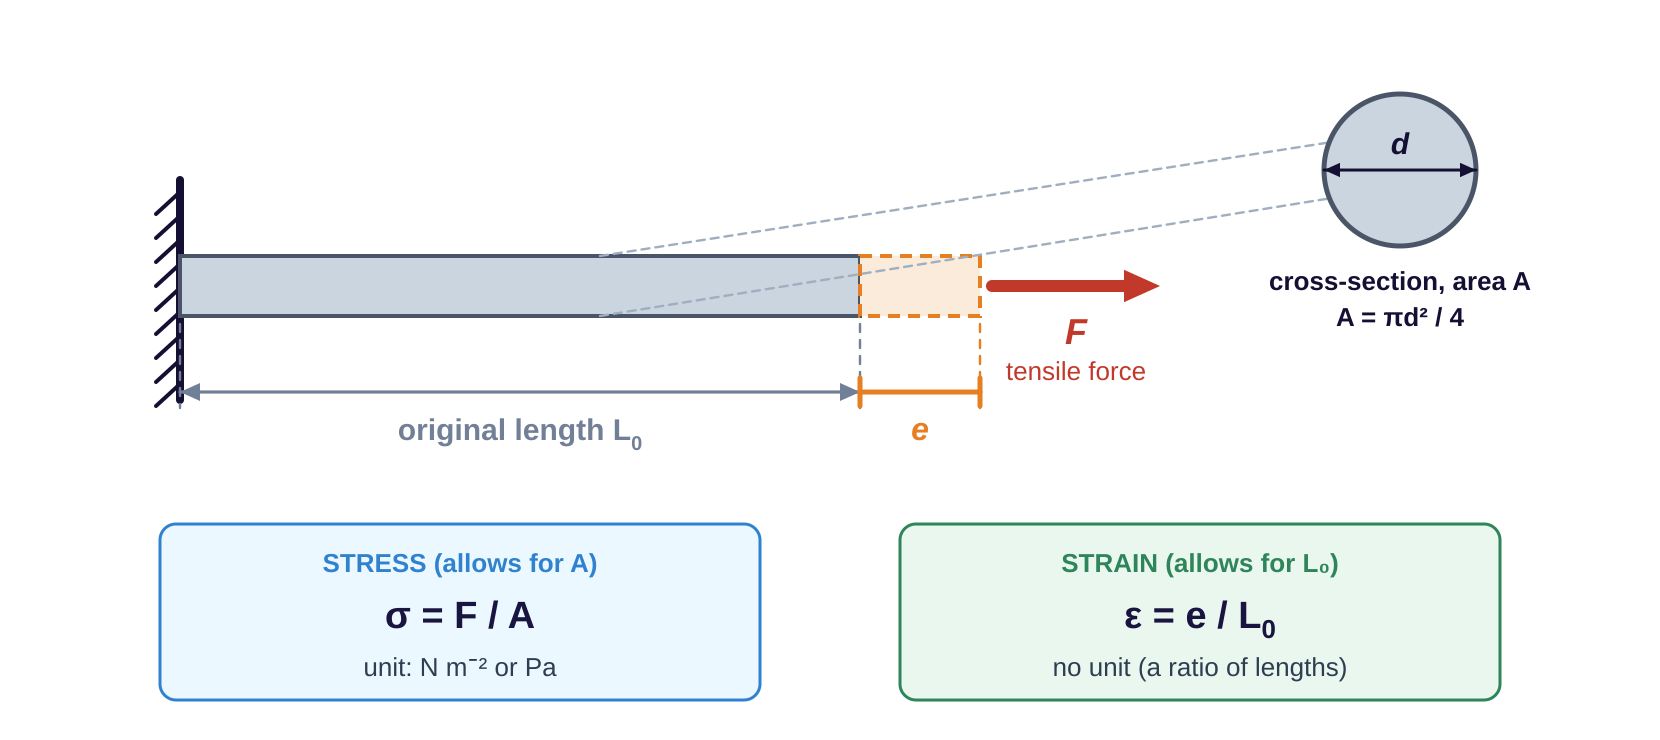 d
cross-section, area A
A = πd² / 4
F
tensile force
original length L₀
e
STRESS (allows for A)
σ = F / A
unit: N m⁻² or Pa
STRAIN (allows for Lₒ)
ε = e / L₀
no unit (a ratio of lengths)